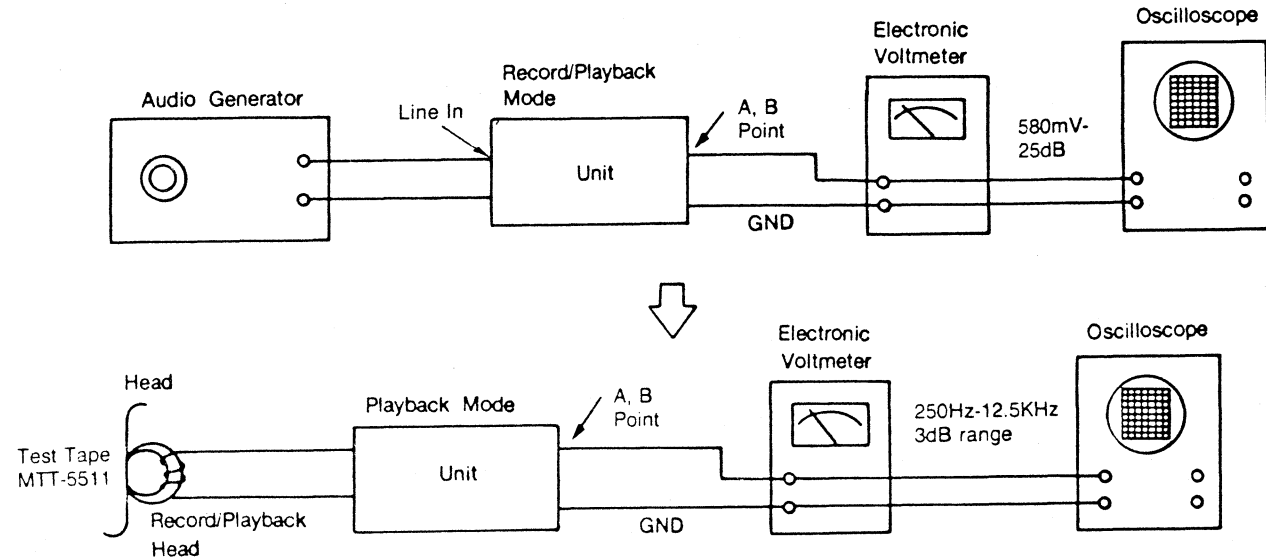 Oscilloscope
Electronic
Voltmeter
Record/Playback
Mode
Audio Generator
Line In
A, B
Point
580mV-
25dB
Unit
GND
Electronic
Voltmeter
Oscilloscope
Head
Playback Mode
A, B
Point
250Hz-12.5KHz
3dB range
Test Tape
MTT-5511
Unit
Record/Playback
Head
GND